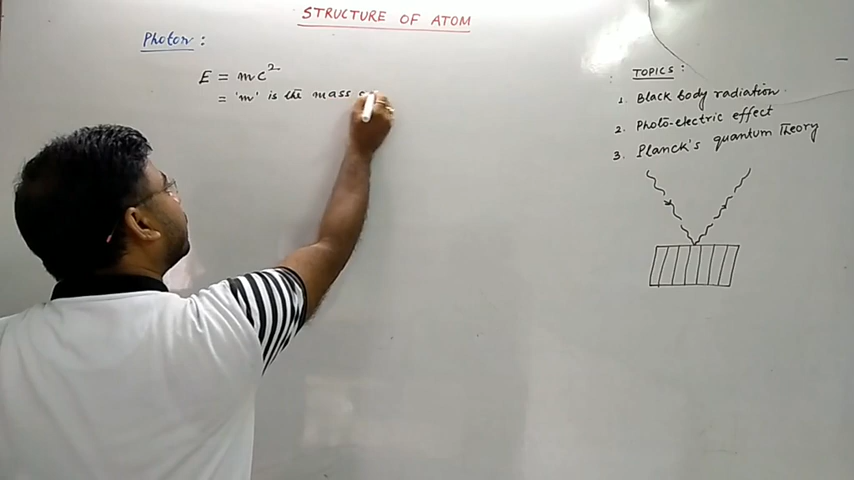 STRUCTURE OF ATOM
Photon :
E = mc²
= 'm' is the mass
TOPICS :
1. Black body radiation.
2. Photo-electric effect
3. Planck's quantum Theory